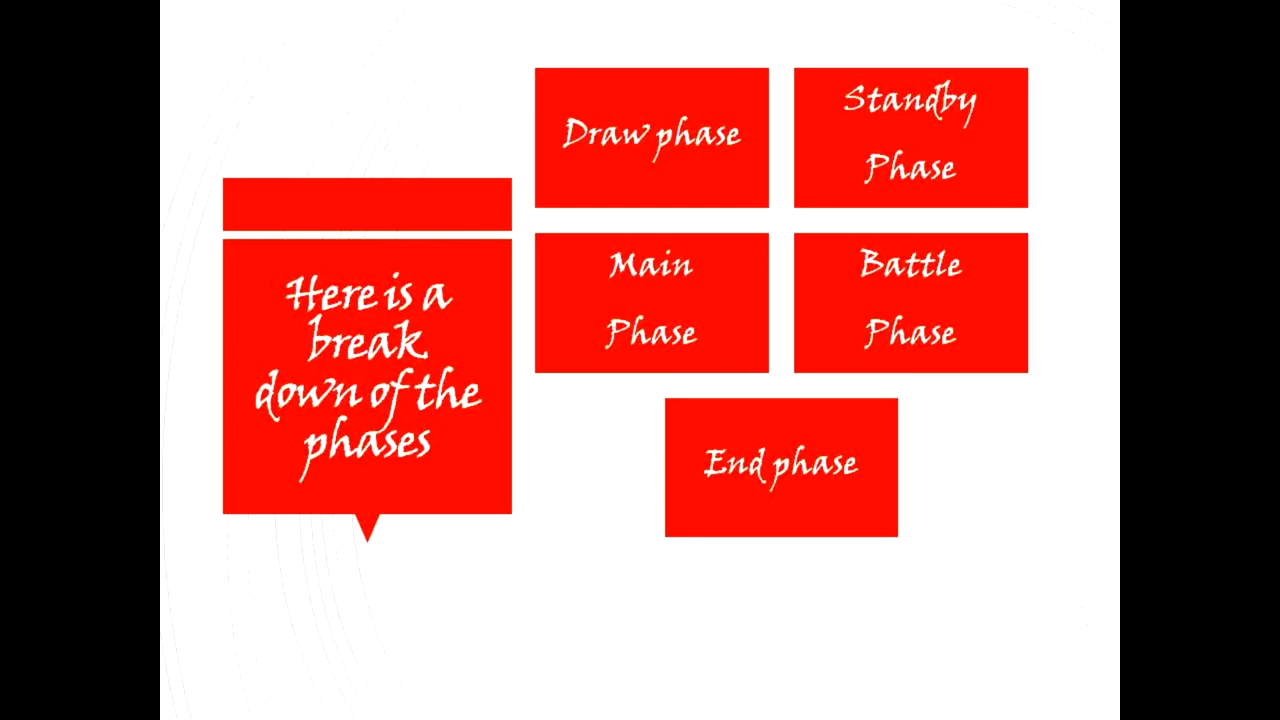 Here is a
break
down of the
phases
Draw phase
Standby
Phase
Main
Phase
Battle
Phase
End phase